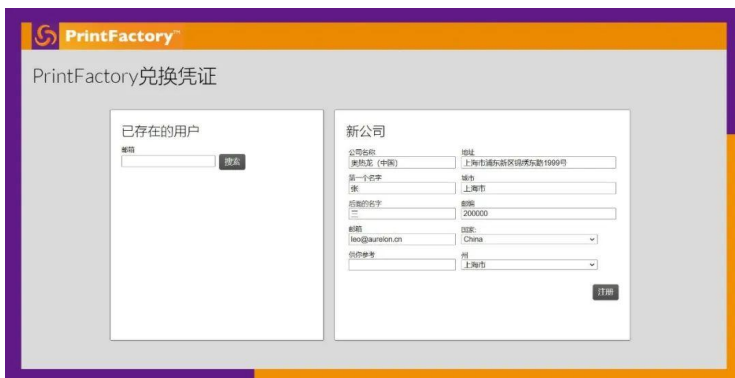 PrintFactory™
PrintFactory兑换凭证
已存在的用户
邮箱
搜索
新公司
公司名称
奥热龙（中国）
地址
上海市浦东新区锦绣东路1999号
第一个名字
张
城市
上海市
后面的名字
三
邮编
200000
邮箱
leo@aurelon.cn
国家:
China
供你参考
州
上海市
注册